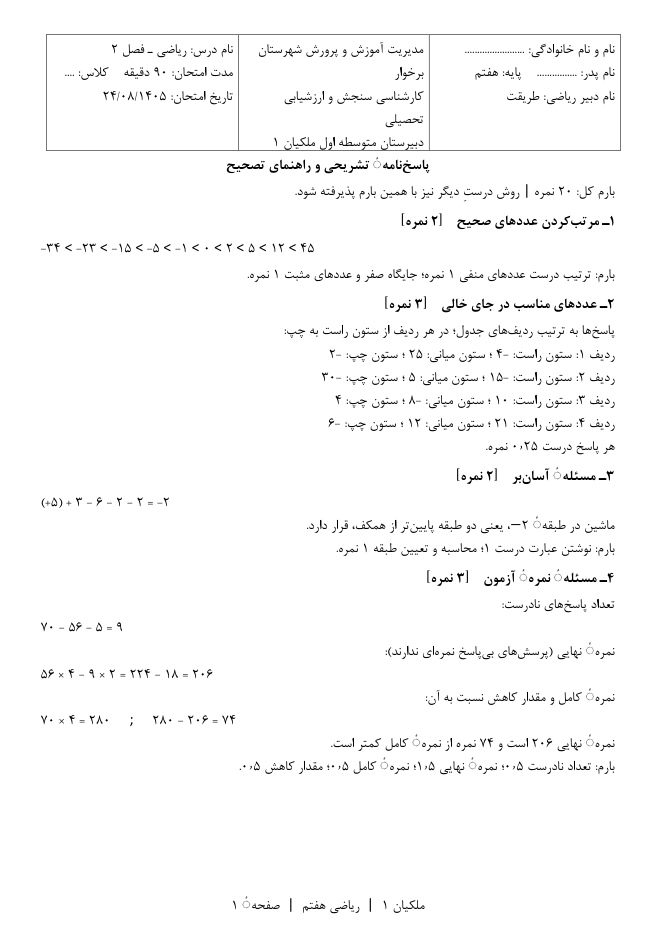 نام و نام خانوادگی: ........................
نام پدر: ................ پایه: هفتم
نام دبیر ریاضی: طریقت
مدیریت آموزش و پرورش شهرستان
برخوار
کارشناسی سنجش و ارزشیابی
تحصیلی
دبیرستان متوسطه اول ملکیان ۱
نام درس: ریاضی ـ فصل ۲
مدت امتحان: ۹۰ دقیقه کلاس: ....
تاریخ امتحان: ۲۴/۰۸/۱۴۰۵
پاسخ‌نامهٔ تشریحی و راهنمای تصحیح
بارم کل: ۲۰ نمره | روش درستِ دیگر نیز با همین بارم پذیرفته شود.
۱ـ مرتب‌کردن عددهای صحیح [۲ نمره]
-۳۴ < -۲۳ < -۱۵ < -۵ < -۱ < ۰ < ۲ < ۵ < ۱۲ < ۴۵
بارم: ترتیب درست عددهای منفی ۱ نمره؛ جایگاه صفر و عددهای مثبت ۱ نمره.
۲ـ عددهای مناسب در جای خالی [۳ نمره]
پاسخ‌ها به ترتیب ردیف‌های جدول؛ در هر ردیف از ستون راست به چپ:
ردیف ۱: ستون راست: -۴ ؛ ستون میانی: ۲۵ ؛ ستون چپ: -۲
ردیف ۲: ستون راست: -۱۵ ؛ ستون میانی: ۵ ؛ ستون چپ: -۳۰
ردیف ۳: ستون راست: ۱۰ ؛ ستون میانی: -۸ ؛ ستون چپ: ۴
ردیف ۴: ستون راست: ۲۱ ؛ ستون میانی: ۱۲ ؛ ستون چپ: -۶
هر پاسخ درست ۰٫۲۵ نمره.
۳ـ مسئلهٔ آسان‌بر [۲ نمره]
(+۵) + ۳ − ۶ − ۲ − ۲ = -۲
ماشین در طبقهٔ ۲−، یعنی دو طبقه پایین‌تر از همکف، قرار دارد.
بارم: نوشتن عبارت درست ۱؛ محاسبه و تعیین طبقه ۱ نمره.
۴ـ مسئلهٔ نمرهٔ آزمون [۳ نمره]
تعداد پاسخ‌های نادرست:
۷۰ − ۵۶ − ۵ = ۹
نمرهٔ نهایی (پرسش‌های بی‌پاسخ نمره‌ای ندارند):
۵۶ × ۴ − ۹ × ۲ = ۲۲۴ − ۱۸ = ۲۰۶
نمرهٔ کامل و مقدار کاهش نسبت به آن:
۷۰ × ۴ = ۲۸۰ ; ۲۸۰ − ۲۰۶ = ۷۴
نمرهٔ نهایی ۲۰۶ است و ۷۴ نمره از نمرهٔ کامل کمتر است.
بارم: تعداد نادرست ۰٫۵؛ نمرهٔ نهایی ۱٫۵؛ نمرهٔ کامل ۰٫۵؛ مقدار کاهش ۰٫۵.
ملکیان ۱ | ریاضی هفتم | صفحهٔ ۱